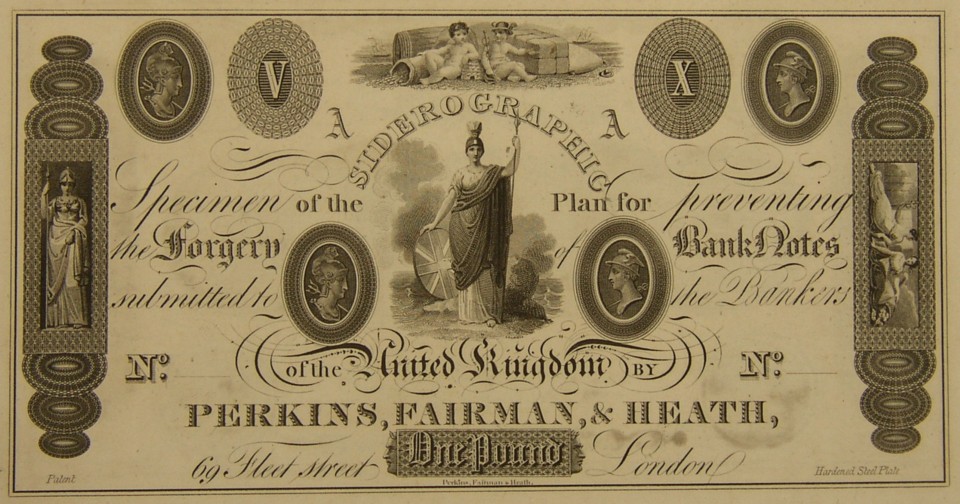 V
X
A SIDEROGRAPHIC A
Specimen of the Plan for preventing
the Forgery of Bank Notes
submitted to the Bankers
of the United Kingdom BY
Nº. Nº.
PERKINS, FAIRMAN, & HEATH,
69 Fleet street One Pound London
Patent Perkins, Fairman & Heath. Hardened Steel Plate